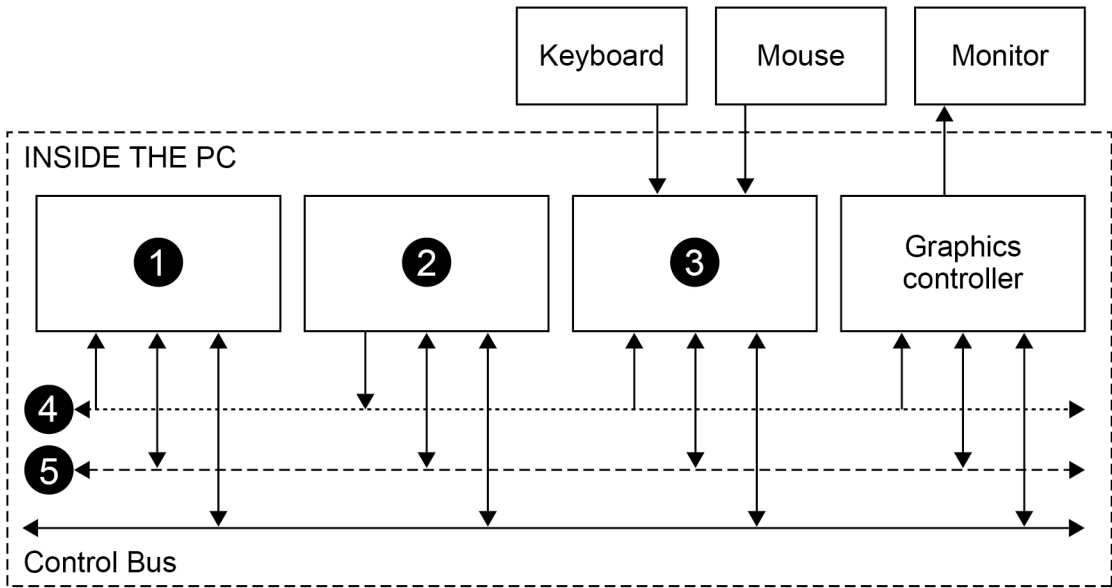 Keyboard
Mouse
Monitor
INSIDE THE PC
1
2
3
Graphics
controller
4
5
Control Bus